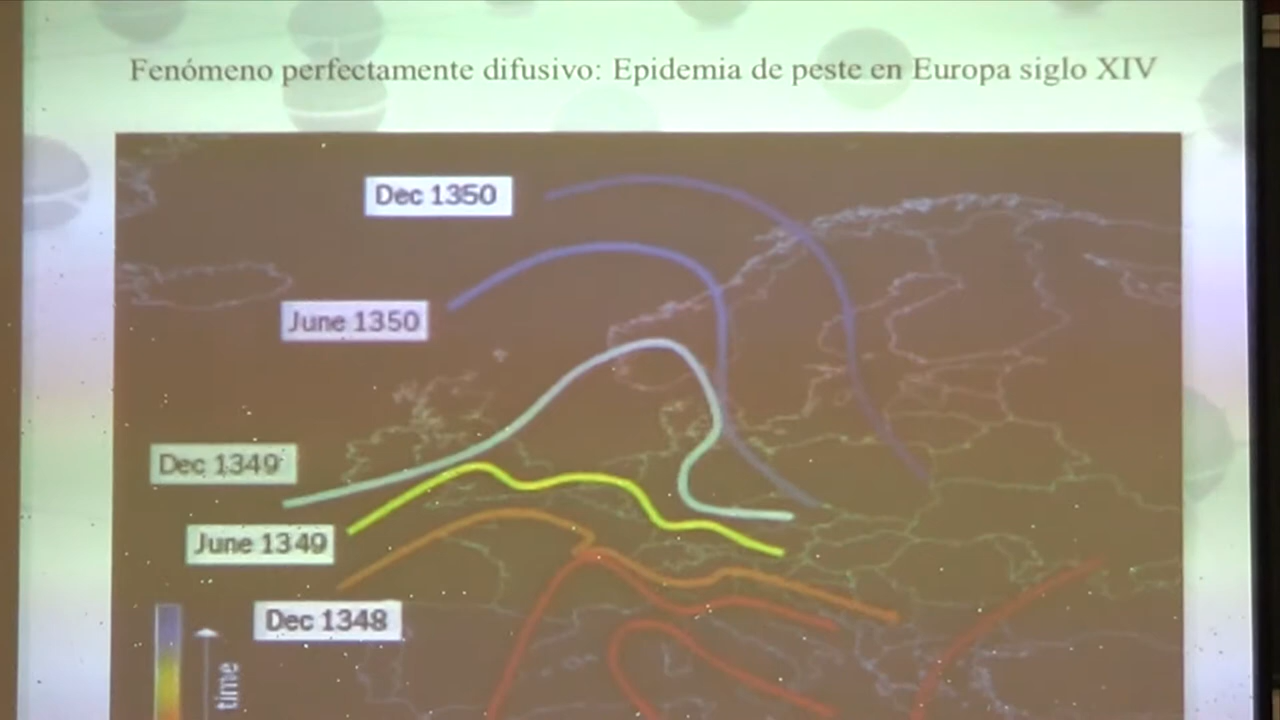 Fenómeno perfectamente difusivo: Epidemia de peste en Europa siglo XIV
Dec 1350
June 1350
Dec 1349
June 1349
Dec 1348
time